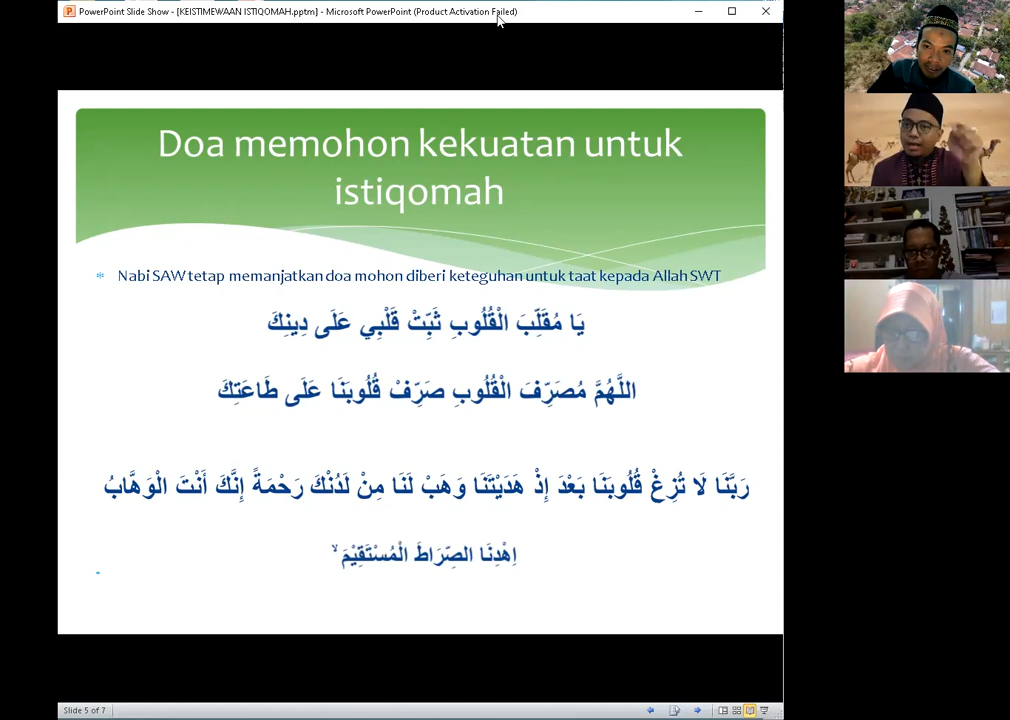 PowerPoint Slide Show - [KEISTIMEWAAN ISTIQOMAH.pptm] - Microsoft PowerPoint (Product Activation Failed)
Doa memohon kekuatan untuk
istiqomah
* Nabi SAW tetap memanjatkan doa mohon diberi keteguhan untuk taat kepada Allah SWT
يَا مُقَلِّبَ الْقُلُوبِ ثَبِّتْ قَلْبِي عَلَى دِينِكَ
اللَّهُمَّ مُصَرِّفَ الْقُلُوبِ صَرِّفْ قُلُوبَنَا عَلَى طَاعَتِكَ
رَبَّنَا لَا تُزِغْ قُلُوبَنَا بَعْدَ إِذْ هَدَيْتَنَا وَهَبْ لَنَا مِنْ لَدُنْكَ رَحْمَةً إِنَّكَ أَنْتَ الْوَهَّابُ
اِهْدِنَا الصِّرَاطَ الْمُسْتَقِيْمَ ۙ
Slide 5 of 7